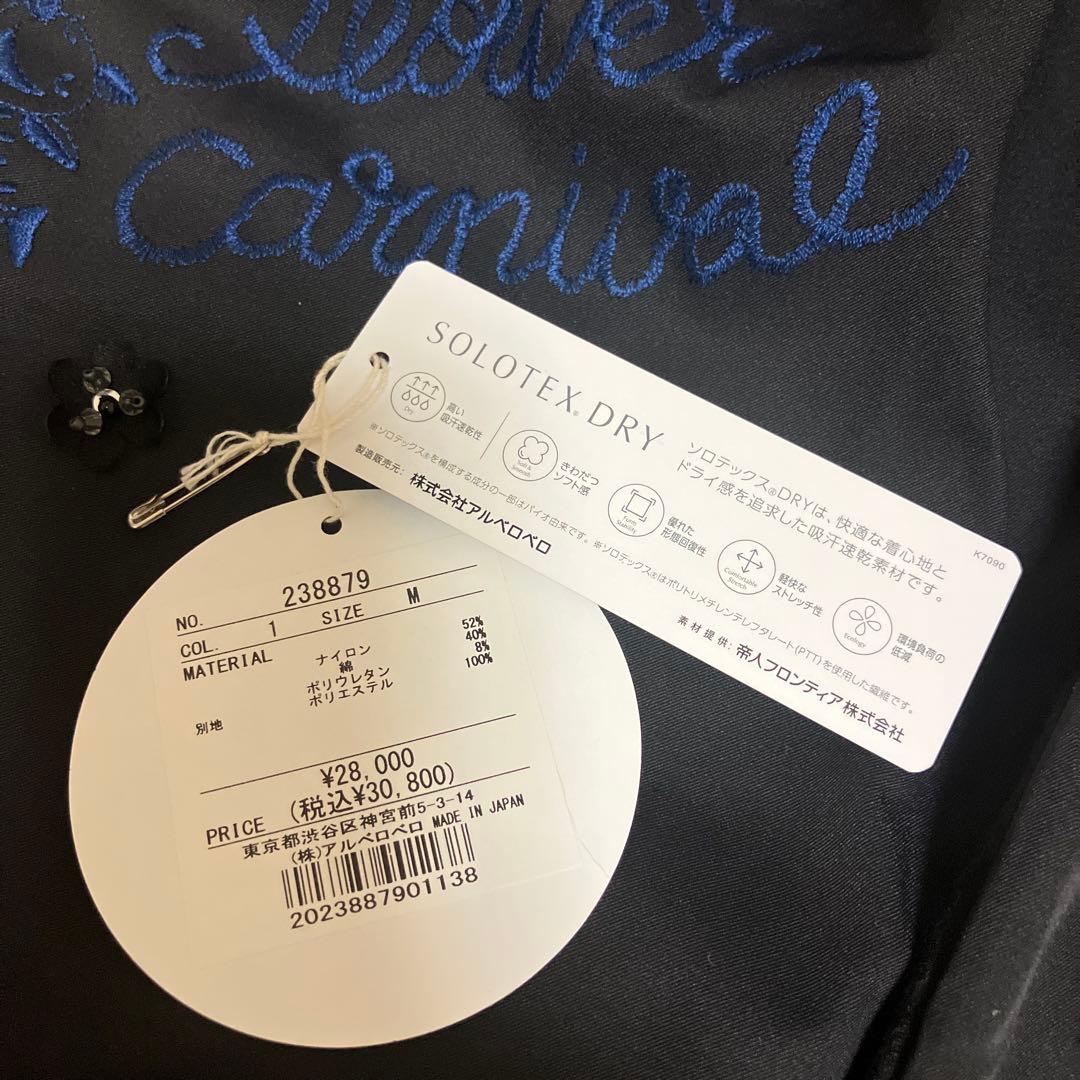 flower
carnival
SOLOTEX® DRY
ソロテックス®DRYは、快適な着心地と
ドライ感を追求した吸汗速乾素材です。
K7090
Dry
高い
吸汗速乾性
Soft & Smooth
きわだつ
ソフト感
Form Stability
優れた
形態回復性
Comfortable Stretch
軽快な
ストレッチ性
Ecology
環境負荷の
低減
※ソロテックス®を構成する成分の一部はバイオ由来です。※ソロテックス®はポリトリメチレンテレフタレート(PTT)を使用した繊維です。
製造販売元: 株式会社アルベロベロ
素材提供: 帝人フロンティア株式会社
NO. 238879
COL. 1 SIZE M
MATERIAL ナイロン 52%
綿 40%
ポリウレタン 8%
別地 ポリエステル 100%
¥28,000
PRICE (税込¥30,800)
東京都渋谷区神宮前5-3-14
(株)アルベロベロ MADE IN JAPAN
2023887901138